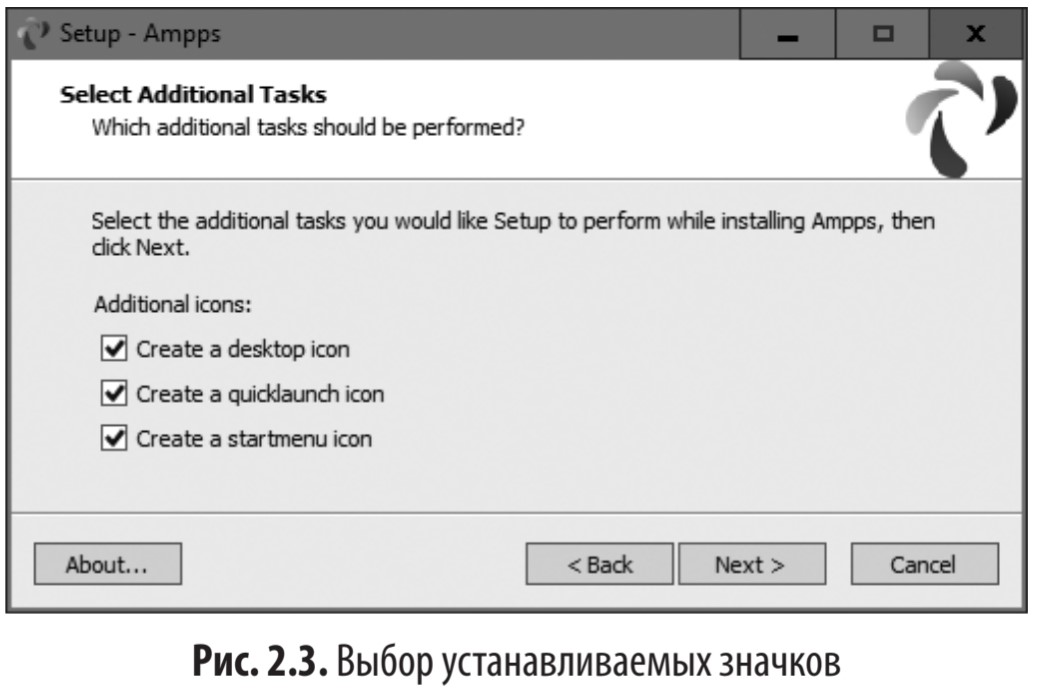 Setup - Ampps
Select Additional Tasks
Which additional tasks should be performed?
Select the additional tasks you would like Setup to perform while installing Ampps, then
click Next.
Additional icons:
Create a desktop icon
Create a quicklaunch icon
Create a startmenu icon
About...
< Back
Next >
Cancel
Рис. 2.3. Выбор устанавливаемых значков